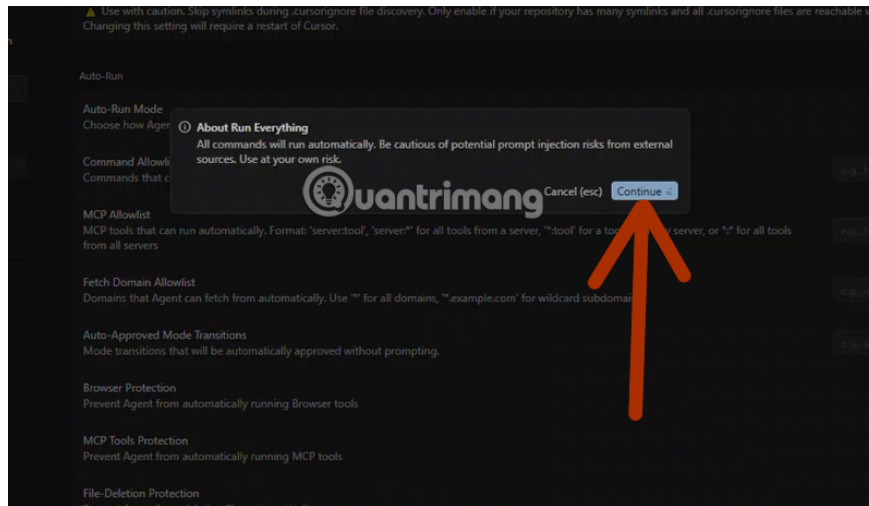 Use with caution. Skip symlinks during .cursorignore file discovery. Only enable if your repository has many symlinks and all .cursorignore files are reachable
Changing this setting will require a restart of Cursor.
Auto-Run
Auto-Run Mode
Choose how Agen
About Run Everything
All commands will run automatically. Be cautious of potential prompt injection risks from external
sources. Use at your own risk.
Cancel (esc) Continue
Command Allowli
Commands that c
Quantrimang
MCP Allowlist
MCP tools that can run automatically. Format: 'server:tool', 'server:*' for all tools from a server, '*:tool' for a too server, or '*:*' for all tools
from all servers
Fetch Domain Allowlist
Domains that Agent can fetch from automatically. Use '*' for all domains, '*.example.com' for wildcard subdomai
Auto-Approved Mode Transitions
Mode transitions that will be automatically approved without prompting.
Browser Protection
Prevent Agent from automatically running Browser tools
MCP Tools Protection
Prevent Agent from automatically running MCP tools
File-Deletion Protection